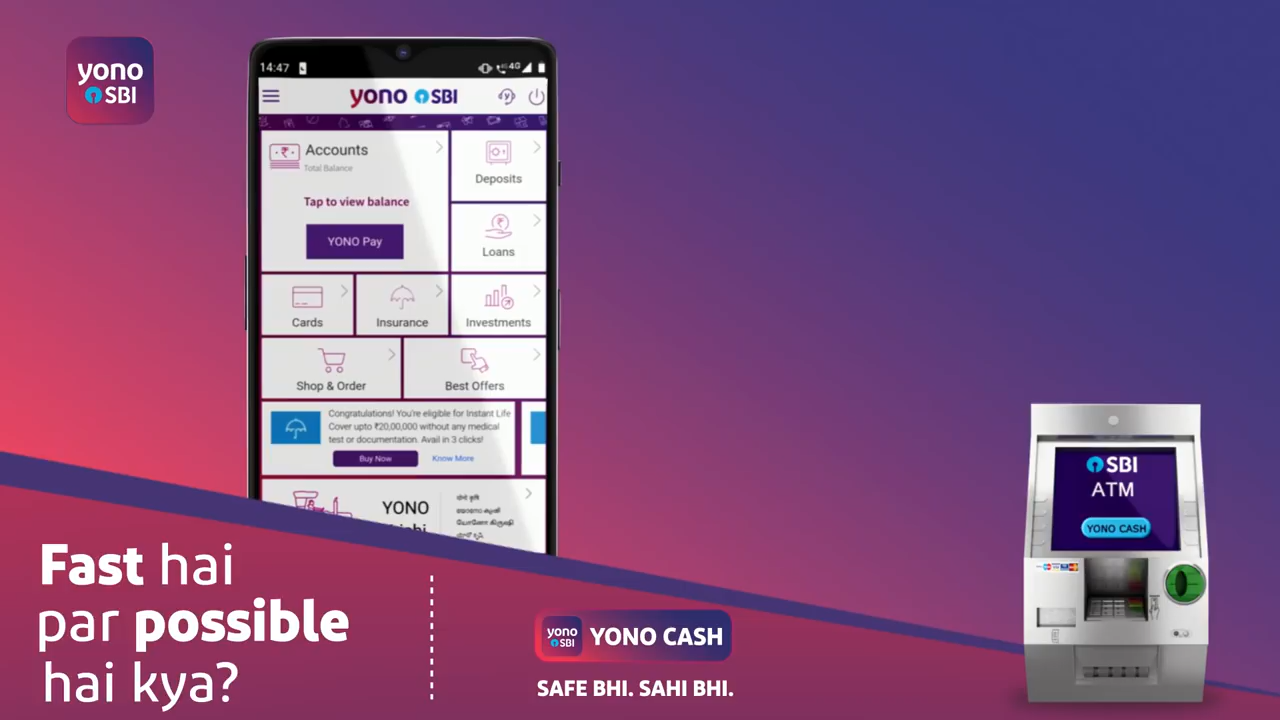 yono
SBI
14:47
4G
yono SBI
Accounts
Total Balance
Tap to view balance
YONO Pay
Deposits
Loans
Cards
Insurance
Investments
Shop & Order
Best Offers
Congratulations! You're eligible for Instant Life
Cover upto ₹20,00,000 without any medical
test or documentation. Avail in 3 clicks!
Buy Now
Know More
YONO
SBI
ATM
YONO CASH
Fast hai
par possible
hai kya?
yono
SBI
YONO CASH
SAFE BHI. SAHI BHI.